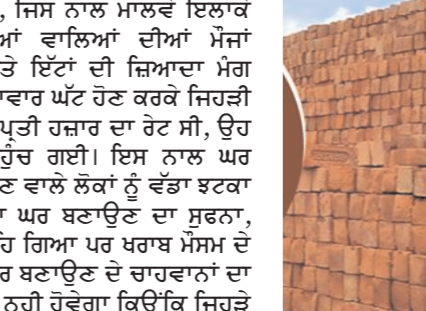 , ਜਿਸ ਨਾਲ ਮਾਲਵੇ ਇਲਾਕੇ
ਆਂ ਵਾਲਿਆਂ ਦੀਆਂ ਮੌਜਾਂ
ਤੇ ਇੱਟਾਂ ਦੀ ਜ਼ਿਆਦਾ ਮੰਗ
ਾਵਾਰ ਘੱਟ ਹੋਣ ਕਰਕੇ ਜਿਹੜੀ
ਪ੍ਰਤੀ ਹਜ਼ਾਰ ਦਾ ਰੇਟ ਸੀ, ਉਹ
ਹੁੰਚ ਗਈ। ਇਸ ਨਾਲ ਘਰ
ਣ ਵਾਲੇ ਲੋਕਾਂ ਨੂੰ ਵੱਡਾ ਝਟਕਾ
ਾ ਘਰ ਬਣਾਉਣ ਦਾ ਸੁਫਨਾ,
ਹਿ ਗਿਆ ਪਰ ਖਰਾਬ ਮੌਸਮ ਦੇ
ਰ ਬਣਾਉਣ ਦੇ ਚਾਹਵਾਨਾਂ ਦਾ
ਨਹੀ ਹੋਵੇਗਾ ਕਿਉਂਕਿ ਜਿਹੜੇ